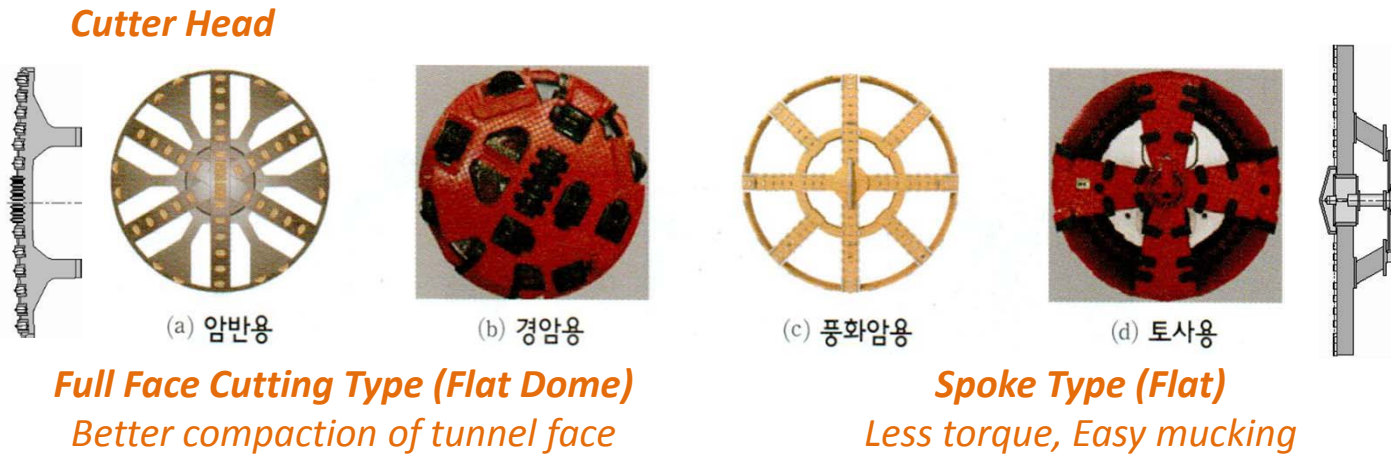 Cutter Head
(a) 암반용
(b) 경암용
(c) 풍화암용
(d) 토사용
Full Face Cutting Type (Flat Dome)
Better compaction of tunnel face
Spoke Type (Flat)
Less torque, Easy mucking